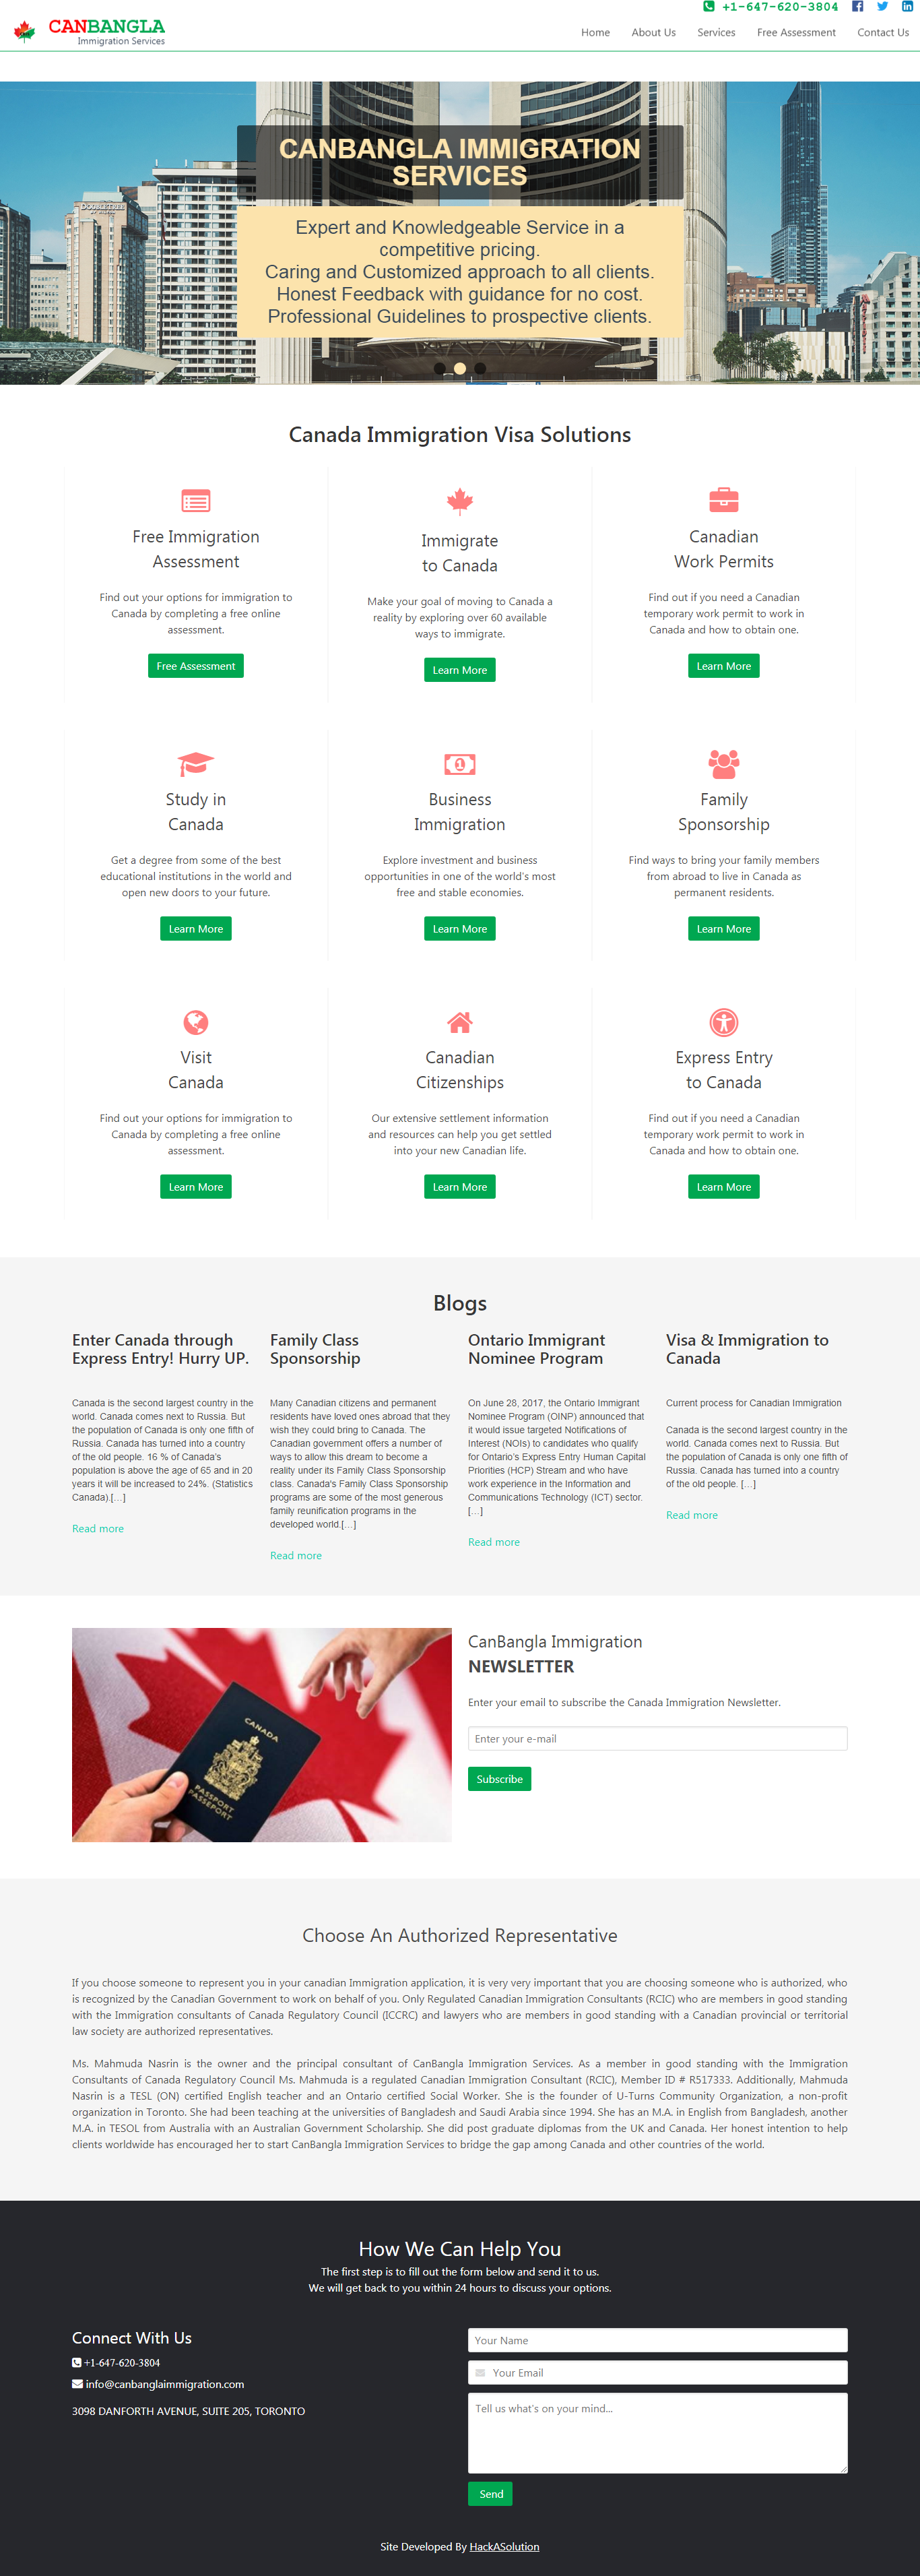 +1-647-620-3804
CANBANGLA
Immigration Services
Home About Us Services Free Assessment Contact Us
DOUBLETREE
CANBANGLA IMMIGRATION
SERVICES
Expert and Knowledgeable Service in a
competitive pricing.
Caring and Customized approach to all clients.
Honest Feedback with guidance for no cost.
Professional Guidelines to prospective clients.
Canada Immigration Visa Solutions
Free Immigration
Assessment
Find out your options for immigration to
Canada by completing a free online
assessment.
Free Assessment
Immigrate
to Canada
Make your goal of moving to Canada a
reality by exploring over 60 available
ways to immigrate.
Learn More
Canadian
Work Permits
Find out if you need a Canadian
temporary work permit to work in
Canada and how to obtain one.
Learn More
Study in
Canada
Get a degree from some of the best
educational institutions in the world and
open new doors to your future.
Learn More
Business
Immigration
Explore investment and business
opportunities in one of the world's most
free and stable economies.
Learn More
Family
Sponsorship
Find ways to bring your family members
from abroad to live in Canada as
permanent residents.
Learn More
Visit
Canada
Find out your options for immigration to
Canada by completing a free online
assessment.
Learn More
Canadian
Citizenships
Our extensive settlement information
and resources can help you get settled
into your new Canadian life.
Learn More
Express Entry
to Canada
Find out if you need a Canadian
temporary work permit to work in
Canada and how to obtain one.
Learn More
Blogs
Enter Canada through
Express Entry! Hurry UP.
Canada is the second largest country in the
world. Canada comes next to Russia. But
the population of Canada is only one fifth of
Russia. Canada has turned into a country
of the old people. 16 % of Canada's
population is above the age of 65 and in 20
years it will be increased to 24%. (Statistics
Canada).[...]
Read more
Family Class
Sponsorship
Many Canadian citizens and permanent
residents have loved ones abroad that they
wish they could bring to Canada. The
Canadian government offers a number of
ways to allow this dream to become a
reality under its Family Class Sponsorship
class. Canada's Family Class Sponsorship
programs are some of the most generous
family reunification programs in the
developed world.[...]
Read more
Ontario Immigrant
Nominee Program
On June 28, 2017, the Ontario Immigrant
Nominee Program (OINP) announced that
it would issue targeted Notifications of
Interest (NOIs) to candidates who qualify
for Ontario's Express Entry Human Capital
Priorities (HCP) Stream and who have
work experience in the Information and
Communications Technology (ICT) sector.
[...]
Read more
Visa & Immigration to
Canada
Current process for Canadian Immigration
Canada is the second largest country in the
world. Canada comes next to Russia. But
the population of Canada is only one fifth of
Russia. Canada has turned into a country
of the old people. [...]
Read more
CANADA
PASSPORT
PASSEPORT
CanBangla Immigration
NEWSLETTER
Enter your email to subscribe the Canada Immigration Newsletter.
Enter your e-mail
Subscribe
Choose An Authorized Representative
If you choose someone to represent you in your canadian Immigration application, it is very very important that you are choosing someone who is authorized, who
is recognized by the Canadian Government to work on behalf of you. Only Regulated Canadian Immigration Consultants (RCIC) who are members in good standing
with the Immigration consultants of Canada Regulatory Council (ICCRC) and lawyers who are members in good standing with a Canadian provincial or territorial
law society are authorized representatives.
Ms. Mahmuda Nasrin is the owner and the principal consultant of CanBangla Immigration Services. As a member in good standing with the Immigration
Consultants of Canada Regulatory Council Ms. Mahmuda is a regulated Canadian Immigration Consultant (RCIC), Member ID # R517333. Additionally, Mahmuda
Nasrin is a TESL (ON) certified English teacher and an Ontario certified Social Worker. She is the founder of U-Turns Community Organization, a non-profit
organization in Toronto. She had been teaching at the universities of Bangladesh and Saudi Arabia since 1994. She has an M.A. in English from Bangladesh, another
M.A. in TESOL from Australia with an Australian Government Scholarship. She did post graduate diplomas from the UK and Canada. Her honest intention to help
clients worldwide has encouraged her to start CanBangla Immigration Services to bridge the gap among Canada and other countries of the world.
How We Can Help You
The first step is to fill out the form below and send it to us.
We will get back to you within 24 hours to discuss your options.
Connect With Us
+1-647-620-3804
info@canbanglaimmigration.com
3098 DANFORTH AVENUE, SUITE 205, TORONTO
Your Name
Your Email
Tell us what's on your mind...
Send
Site Developed By HackASolution